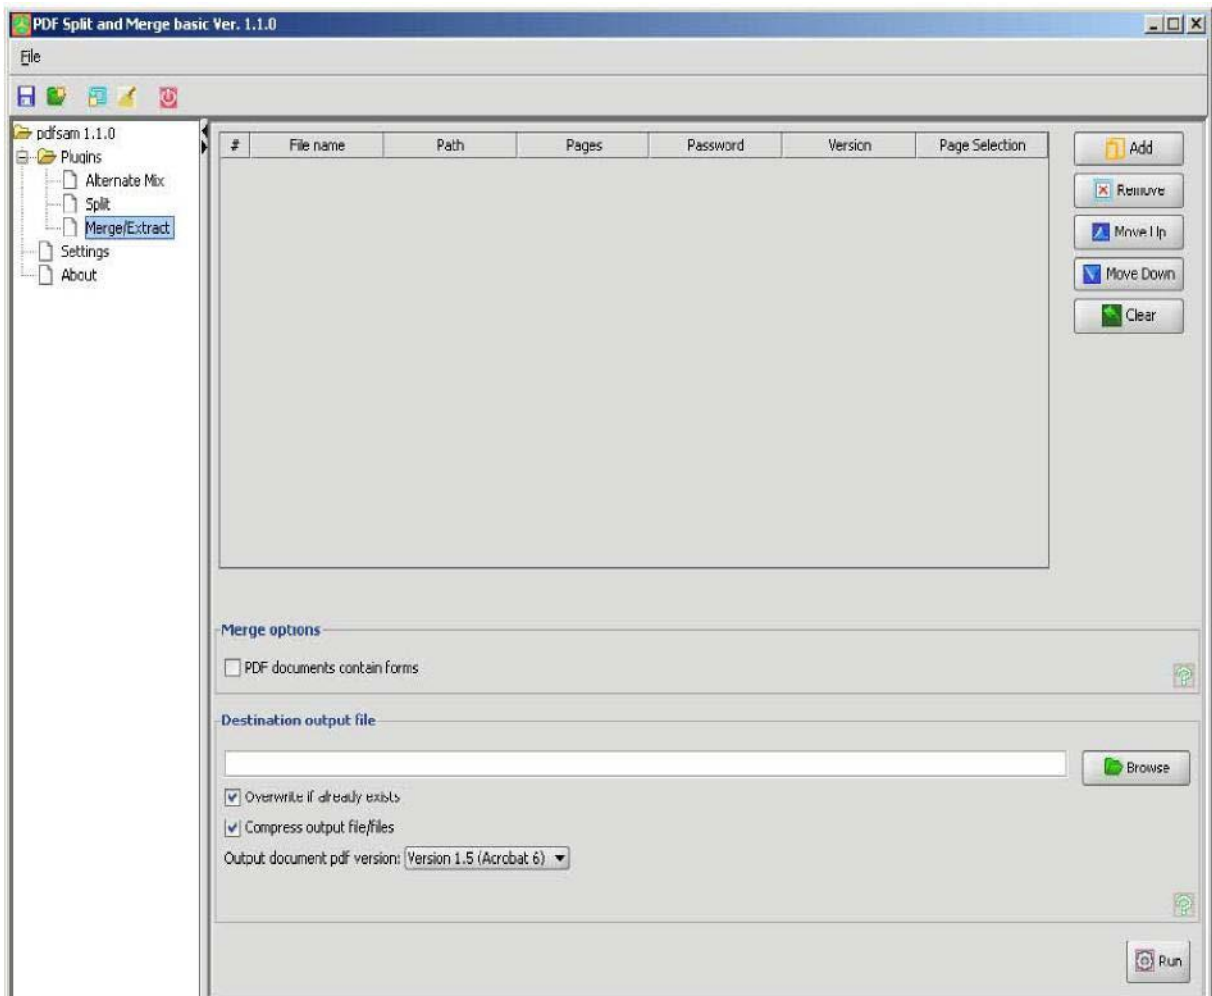 PDF Split and Merge basic Ver. 1.1.0
File
pdfsam 1.1.0
Plugins
Alternate Mix
Split
Merge/Extract
Settings
About
# File name Path Pages Password Version Page Selection
Add
Remove
Move Up
Move Down
Clear
Merge options
PDF documents contain forms
Destination output file
Browse
Overwrite if already exists
Compress output file/files
Output document pdf version: Version 1.5 (Acrobat 6)
Run